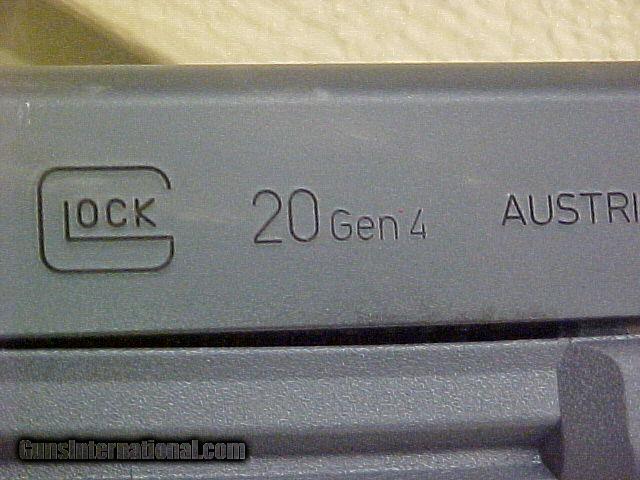 GLOCK 20 Gen 4 AUSTRI
GunsInternational.com